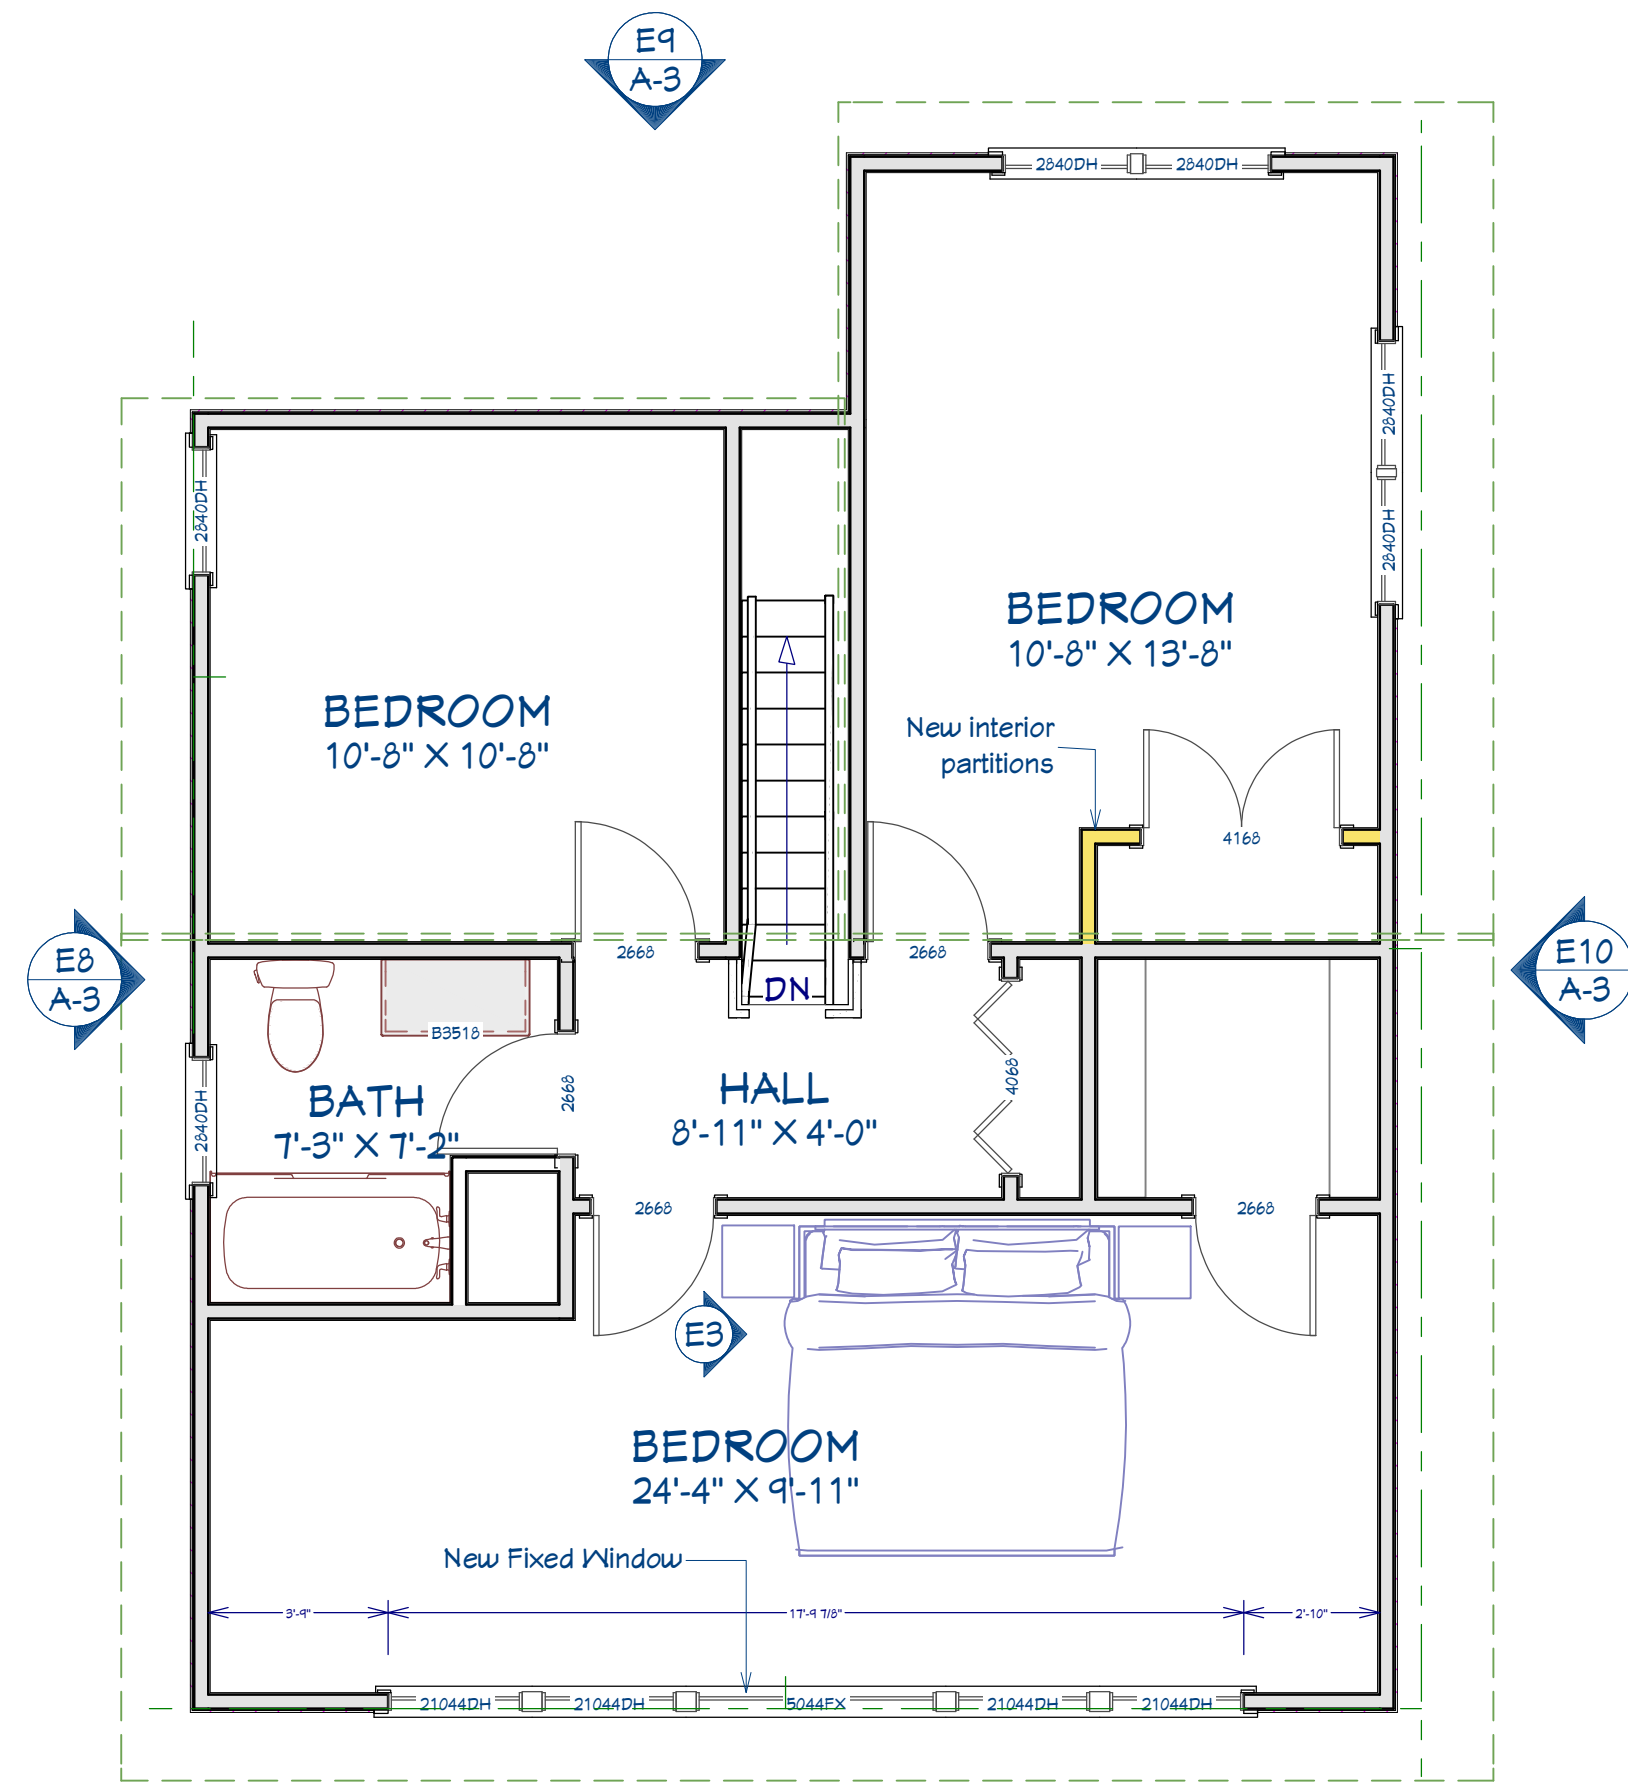 E9
A-3
2840DH
2840DH
2840DH
2840DH
2840DH
BEDROOM
10'-8" X 13'-8"
BEDROOM
10'-8" X 10'-8"
New interior
partitions
4168
2668
2668
E8
A-3
E10
A-3
DN
B3518
2668
4068
BATH
7'-3" X 7'-2"
HALL
8'-11" X 4'-0"
2840DH
2668
2668
E3
BEDROOM
24'-4" X 9'-11"
New Fixed Window
3'-9"
17'-9 7/8"
2'-10"
21044DH
21044DH
5044FX
21044DH
21044DH